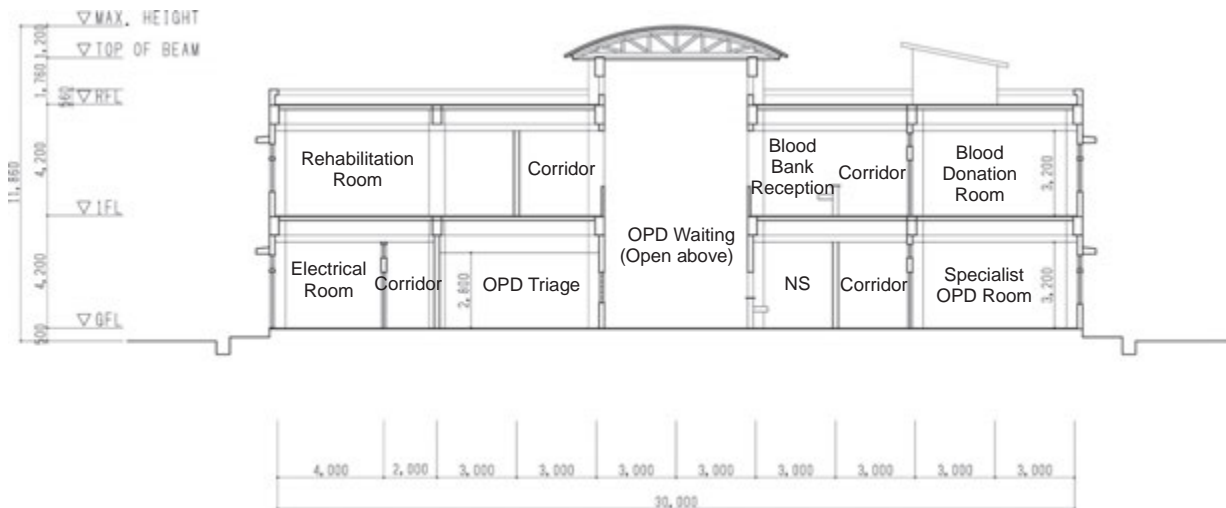 MAX. HEIGHT
1,200
TOP OF BEAM
1,760
560
RFL
4,200
11,860
1FL
4,200
GFL
500
Rehabilitation
Room
Corridor
Blood
Bank
Reception
Corridor
Blood
Donation
Room
3,200
Electrical
Room
Corridor
2,800
OPD Triage
OPD Waiting
(Open above)
NS
Corridor
Specialist
OPD Room
3,200
4,000
2,000
3,000
3,000
3,000
3,000
3,000
3,000
3,000
3,000
30,000